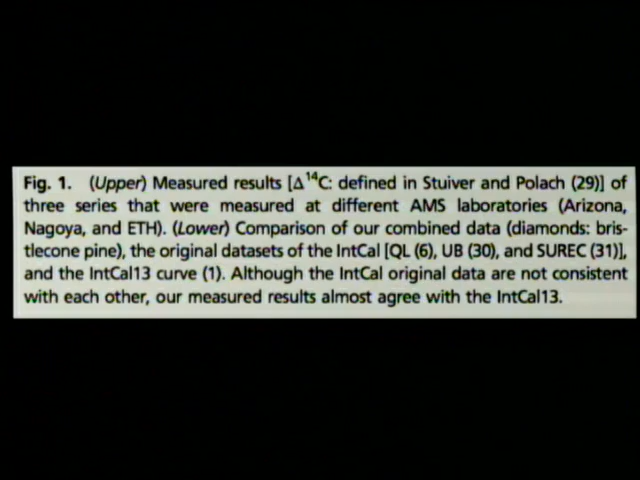 Fig. 1. (Upper) Measured results [Δ¹⁴C: defined in Stuiver and Polach (29)] of
three series that were measured at different AMS laboratories (Arizona,
Nagoya, and ETH). (Lower) Comparison of our combined data (diamonds: bris-
tlecone pine), the original datasets of the IntCal [QL (6), UB (30), and SUREC (31)],
and the IntCal13 curve (1). Although the IntCal original data are not consistent
with each other, our measured results almost agree with the IntCal13.